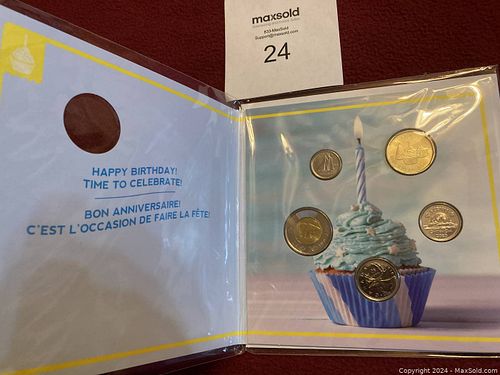 maxsold
833-MaxSold
Support@maxsold.com
24
HAPPY BIRTHDAY!
TIME TO CELEBRATE!
BON ANNIVERSAIRE!
C'EST L'OCCASION DE FAIRE LA FÊTE!
Copyright 2024 - MaxSold.com